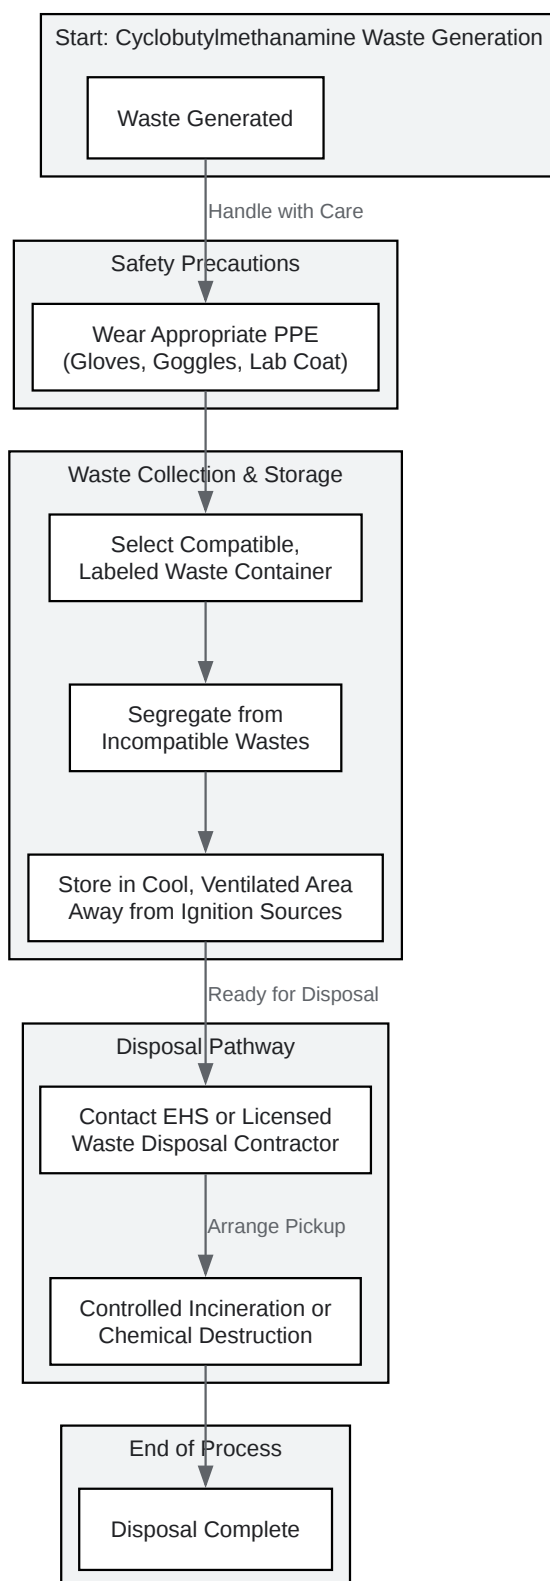 Start: Cyclobutylmethanamine Waste Generation
Waste Generated
Handle with Care
Safety Precautions
Wear Appropriate PPE
(Gloves, Goggles, Lab Coat)
Waste Collection & Storage
Select Compatible,
Labeled Waste Container
Segregate from
Incompatible Wastes
Store in Cool, Ventilated Area
Away from Ignition Sources
Ready for Disposal
Disposal Pathway
Contact EHS or Licensed
Waste Disposal Contractor
Arrange Pickup
Controlled Incineration or
Chemical Destruction
End of Process
Disposal Complete